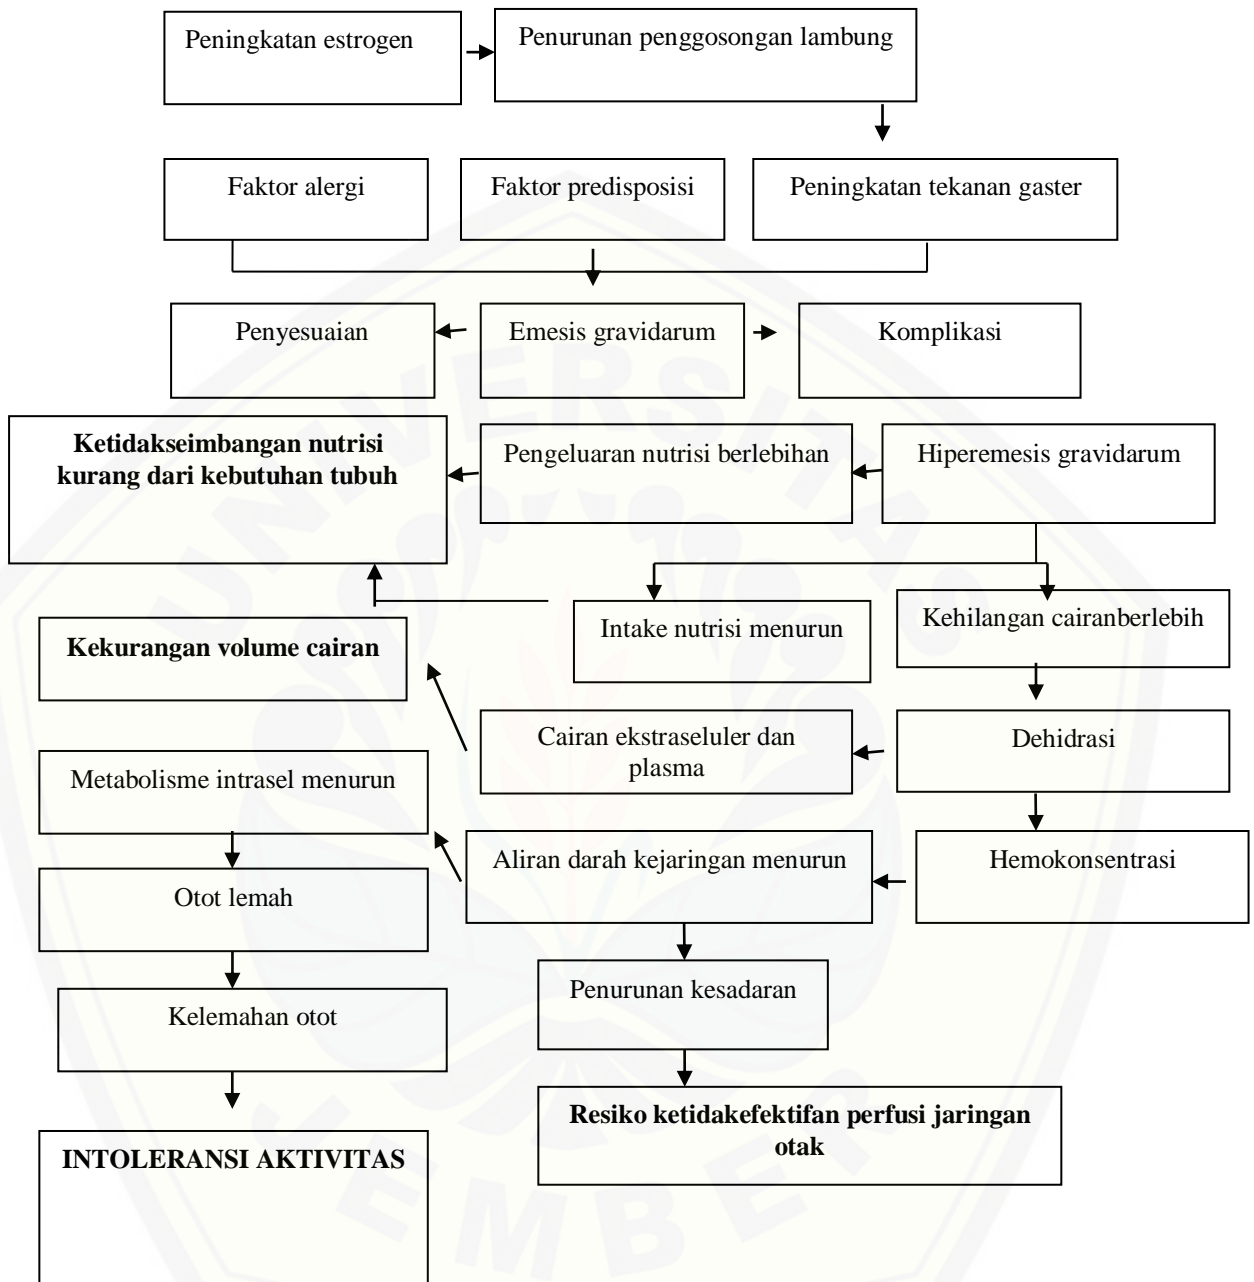 Peningkatan estrogen
Penurunan penggosongan lambung
Faktor alergi
Faktor predisposisi
Peningkatan tekanan gaster
Penyesuaian
Emesis gravidarum
Komplikasi
Ketidakseimbangan nutrisi
kurang dari kebutuhan tubuh
Pengeluaran nutrisi berlebihan
Hiperemesis gravidarum
Kekurangan volume cairan
Intake nutrisi menurun
Kehilangan cairanberlebih
Cairan ekstraseluler dan
plasma
Dehidrasi
Metabolisme intrasel menurun
Aliran darah kejaringan menurun
Hemokonsentrasi
Otot lemah
Penurunan kesadaran
Kelemahan otot
Resiko ketidakefektifan perfusi jaringan
otak
INTOLERANSI AKTIVITAS
UNIVERSITAS
JEMBER